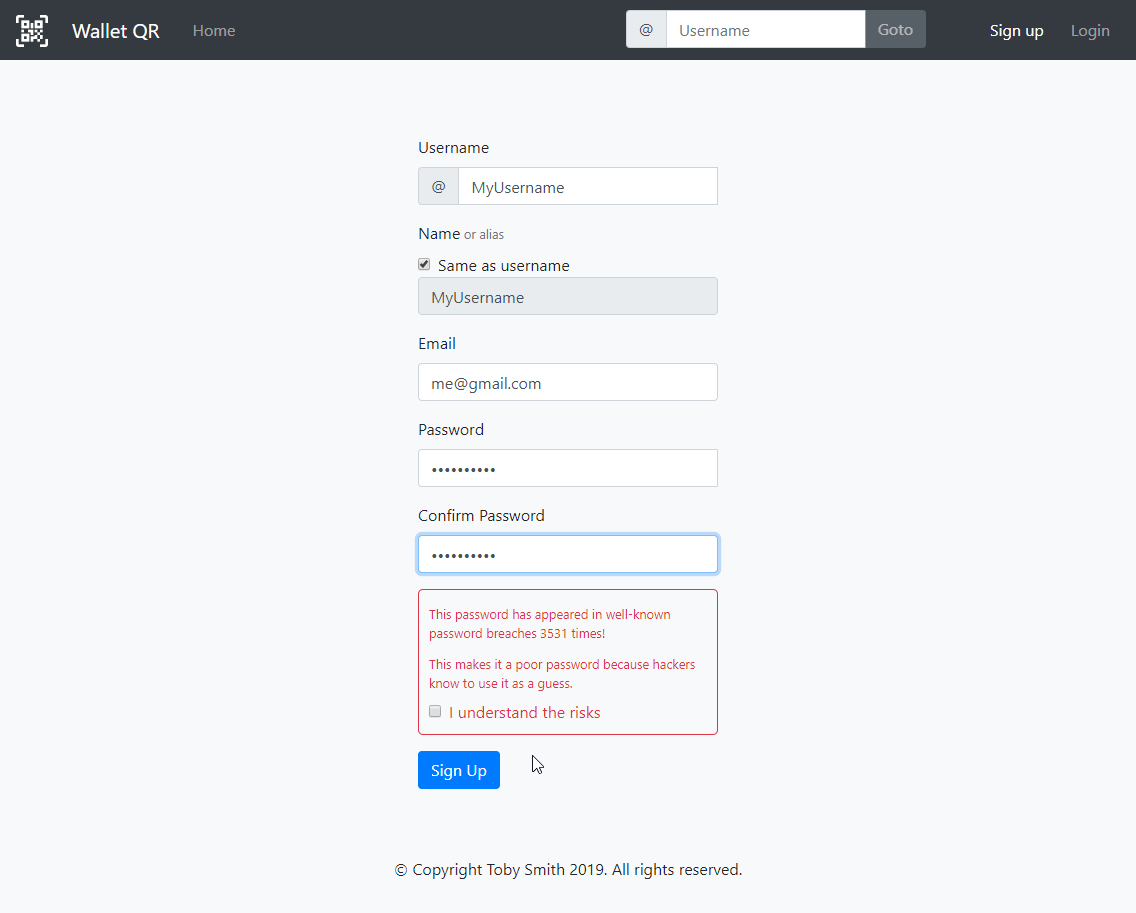 Wallet QR Home @ Username Goto Sign up Login
Username
@ MyUsername
Name or alias
Same as username
MyUsername
Email
me@gmail.com
Password
••••••••••
Confirm Password
••••••••••
This password has appeared in well-known
password breaches 3531 times!
This makes it a poor password because hackers
know to use it as a guess.
I understand the risks
Sign Up
© Copyright Toby Smith 2019. All rights reserved.